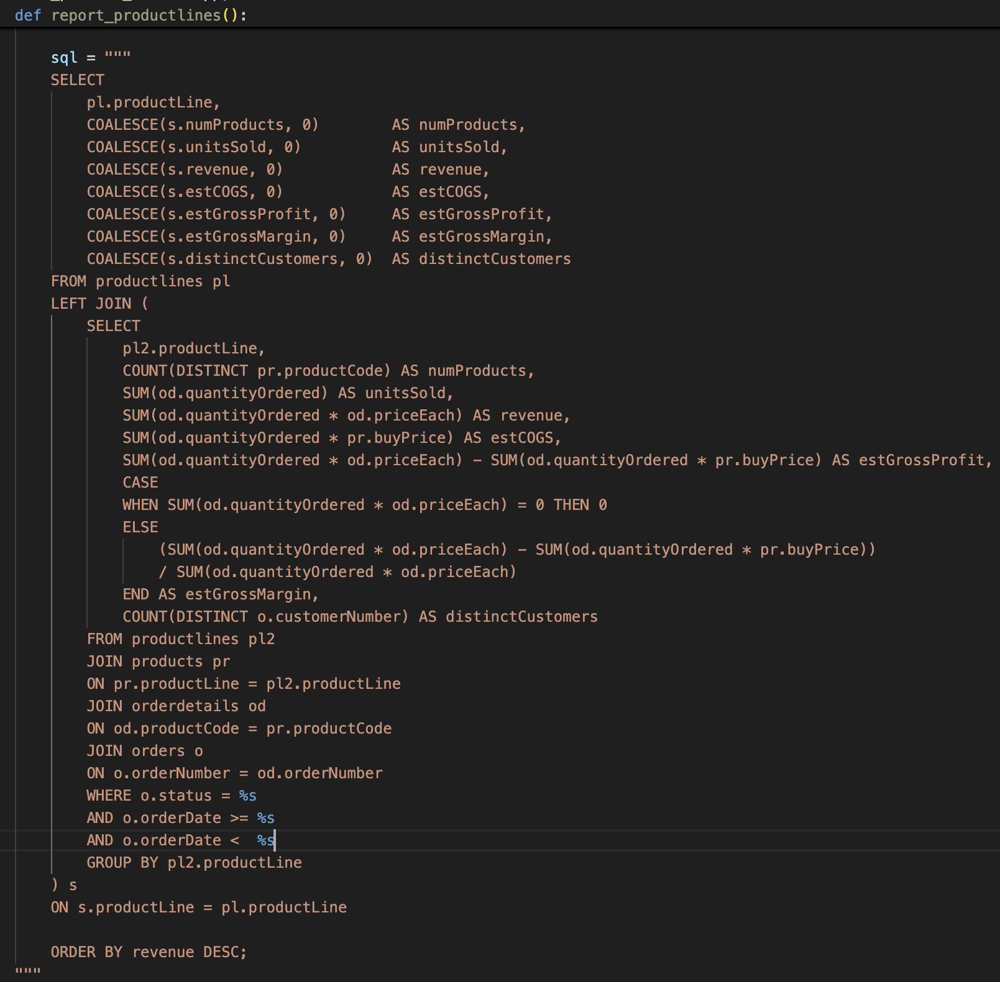 def report_productlines():
sql = """
SELECT
pl.productLine,
COALESCE(s.numProducts, 0)        AS numProducts,
COALESCE(s.unitsSold, 0)          AS unitsSold,
COALESCE(s.revenue, 0)            AS revenue,
COALESCE(s.estCOGS, 0)            AS estCOGS,
COALESCE(s.estGrossProfit, 0)     AS estGrossProfit,
COALESCE(s.estGrossMargin, 0)     AS estGrossMargin,
COALESCE(s.distinctCustomers, 0)  AS distinctCustomers
FROM productlines pl
LEFT JOIN (
SELECT
pl2.productLine,
COUNT(DISTINCT pr.productCode) AS numProducts,
SUM(od.quantityOrdered) AS unitsSold,
SUM(od.quantityOrdered * od.priceEach) AS revenue,
SUM(od.quantityOrdered * pr.buyPrice) AS estCOGS,
SUM(od.quantityOrdered * od.priceEach) - SUM(od.quantityOrdered * pr.buyPrice) AS estGrossProfit,
CASE
WHEN SUM(od.quantityOrdered * od.priceEach) = 0 THEN 0
ELSE
(SUM(od.quantityOrdered * od.priceEach) - SUM(od.quantityOrdered * pr.buyPrice))
/ SUM(od.quantityOrdered * od.priceEach)
END AS estGrossMargin,
COUNT(DISTINCT o.customerNumber) AS distinctCustomers
FROM productlines pl2
JOIN products pr
ON pr.productLine = pl2.productLine
JOIN orderdetails od
ON od.productCode = pr.productCode
JOIN orders o
ON o.orderNumber = od.orderNumber
WHERE o.status = %s
AND o.orderDate >= %s
AND o.orderDate <  %s
GROUP BY pl2.productLine
) s
ON s.productLine = pl.productLine
ORDER BY revenue DESC;
"""